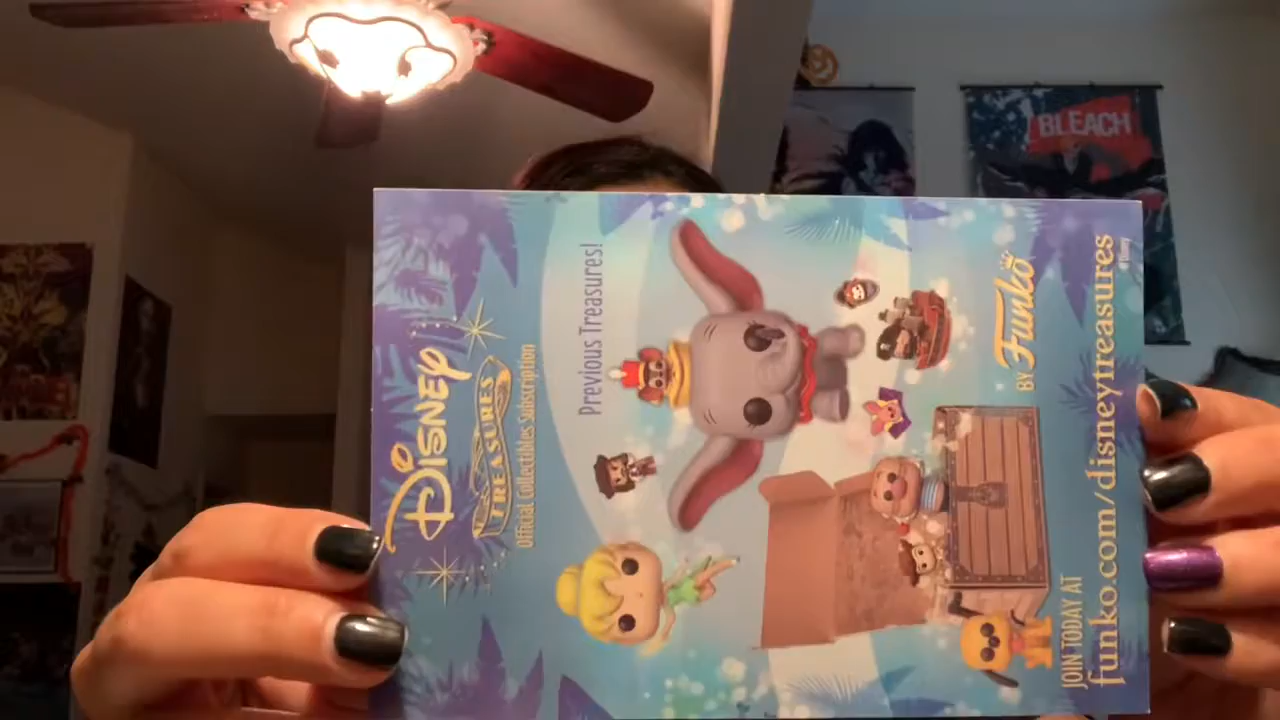 DISNEY
TREASURES
Official Collectibles Subscription
Previous Treasures!
BY Funko
JOIN TODAY AT
funko.com/disneytreasures
BLEACH